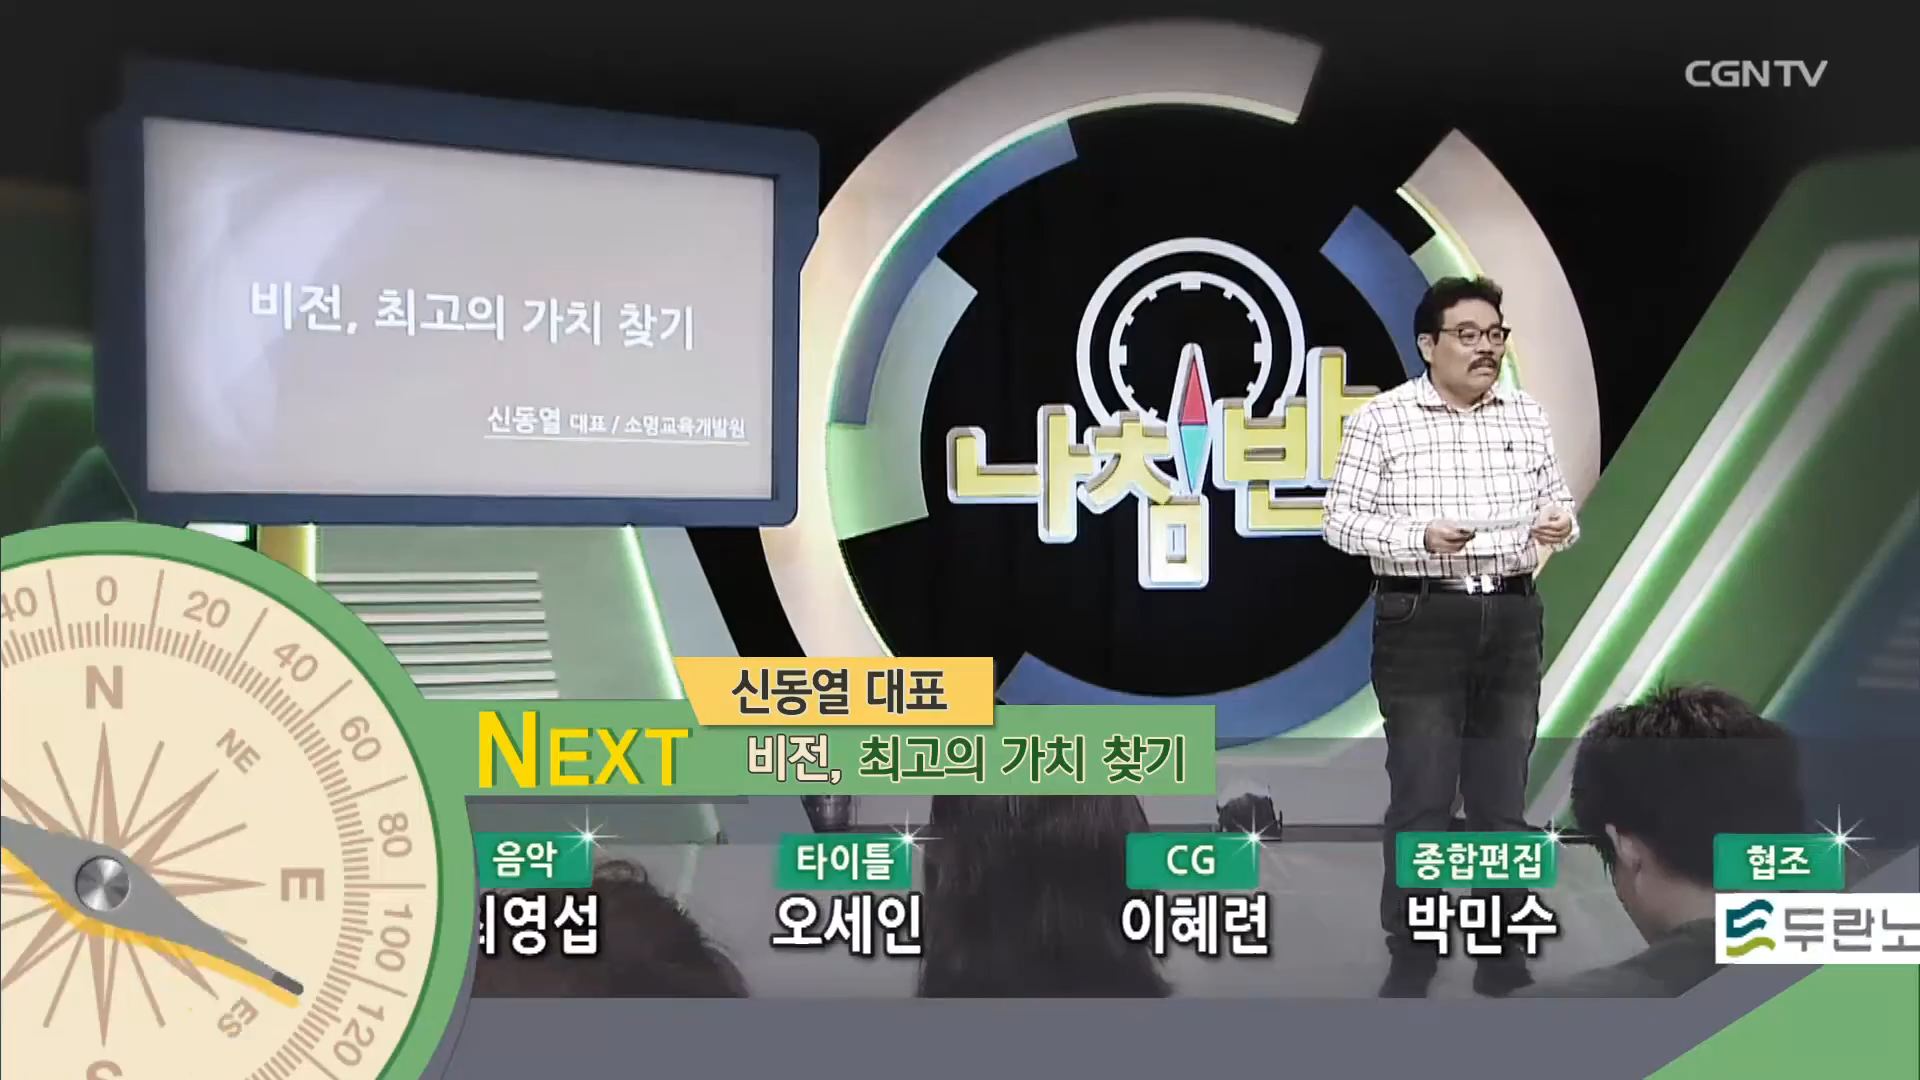 CGNTV
비전, 최고의 가치 찾기
신동열 대표 / 소명교육개발원
나침반
신동열 대표
NEXT
비전, 최고의 가치 찾기
음악
최영섭
타이틀
오세인
CG
이혜련
종합편집
박민수
협조
두란노
40 0 20 40 60 80 100 120
N
NE
E
ES
S